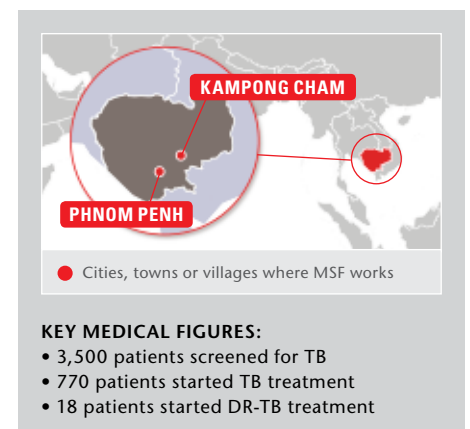 KAMPONG CHAM
PHNOM PENH
Cities, towns or villages where MSF works
KEY MEDICAL FIGURES:
• 3,500 patients screened for TB
• 770 patients started TB treatment
• 18 patients started DR-TB treatment